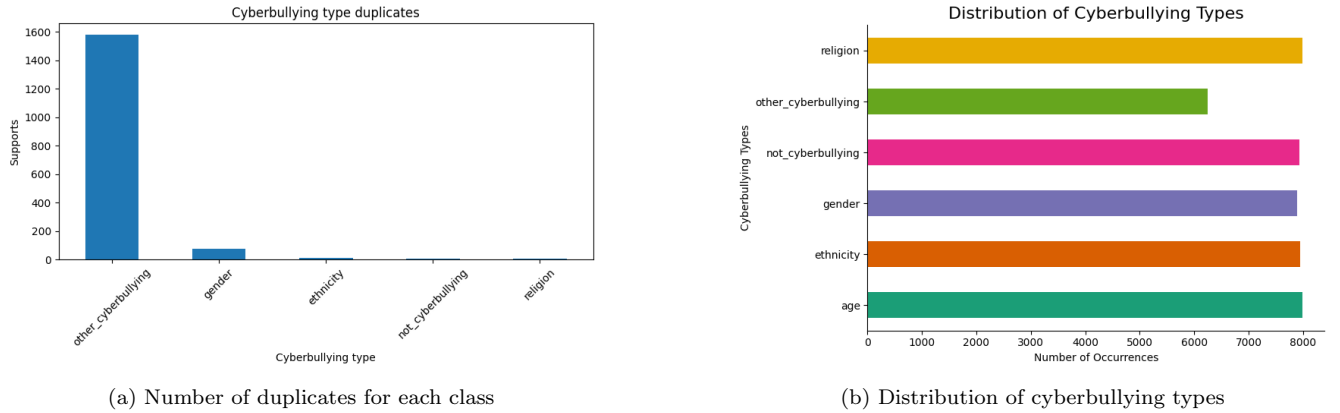 Cyberbullying type duplicates
1600
1400
1200
1000
800
600
400
200
0
Supports
other_cyberbullying
gender
ethnicity
not_cyberbullying
religion
Cyberbullying type
(a) Number of duplicates for each class
Distribution of Cyberbullying Types
religion
other_cyberbullying
not_cyberbullying
gender
ethnicity
age
Cyberbullying Types
0 1000 2000 3000 4000 5000 6000 7000 8000
Number of Occurrences
(b) Distribution of cyberbullying types